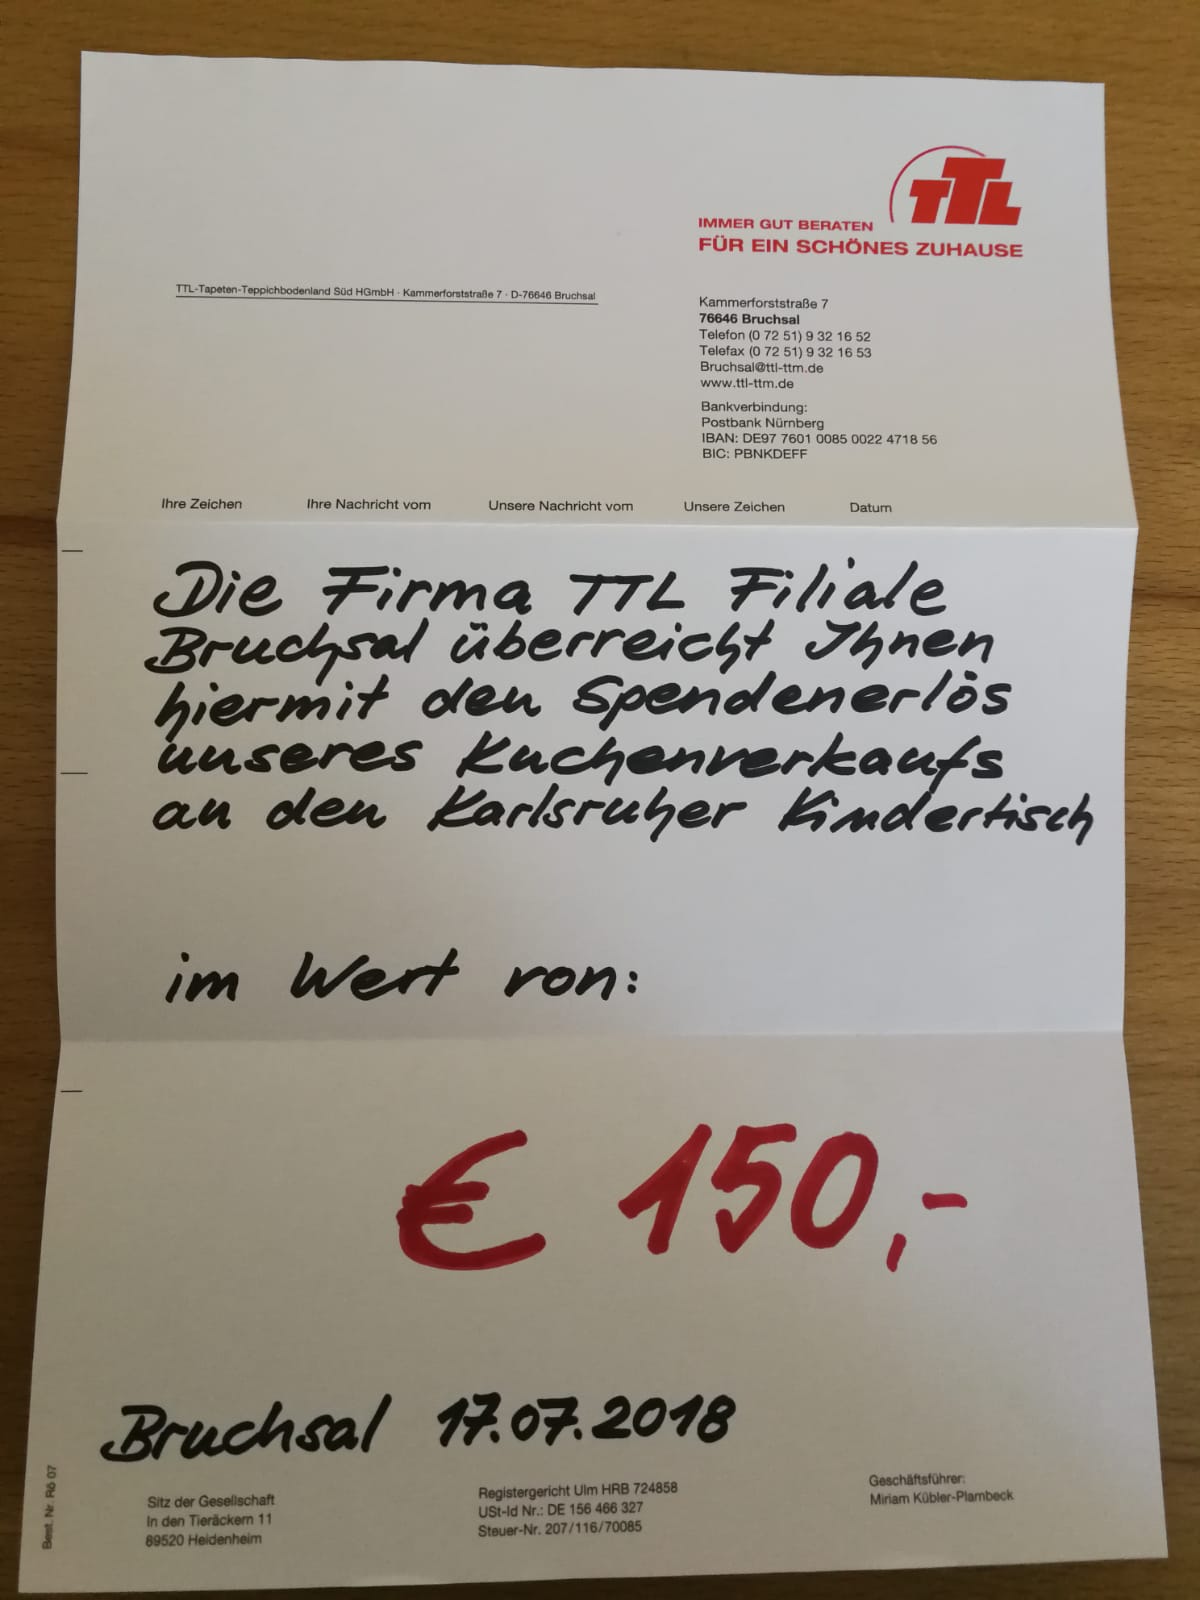 TTL
IMMER GUT BERATEN
FÜR EIN SCHÖNES ZUHAUSE
TTL-Tapeten-Teppichbodenland Süd HGmbH · Kammerforststraße 7 · D-76646 Bruchsal
Kammerforststraße 7
76646 Bruchsal
Telefon (0 72 51) 9 32 16 52
Telefax (0 72 51) 9 32 16 53
Bruchsal@ttl-ttm.de
www.ttl-ttm.de
Bankverbindung:
Postbank Nürnberg
IBAN: DE97 7601 0085 0022 4718 56
BIC: PBNKDEFF
Ihre Zeichen Ihre Nachricht vom Unsere Nachricht vom Unsere Zeichen Datum
Die Firma TTL Filiale
Bruchsal überreicht Ihnen
hiermit den Spendenerlös
unseres Kuchenverkaufs
an den Karlsruher Kindertisch
im Wert von:
€ 150,-
Bruchsal 17.07.2018
Best. Nr. Rö 07
Sitz der Gesellschaft
In den Tieräckern 11
89520 Heidenheim
Registergericht Ulm HRB 724858
USt-Id Nr.: DE 156 466 327
Steuer-Nr. 207/116/70085
Geschäftsführer:
Miriam Kübler-Plambeck